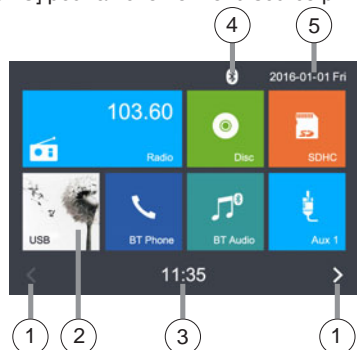 4
5
2016-01-01 Fri
103.60
Radio
Disc
SDHC
USB
BT Phone
BT Audio
Aux 1
11:35
1
2
3
1